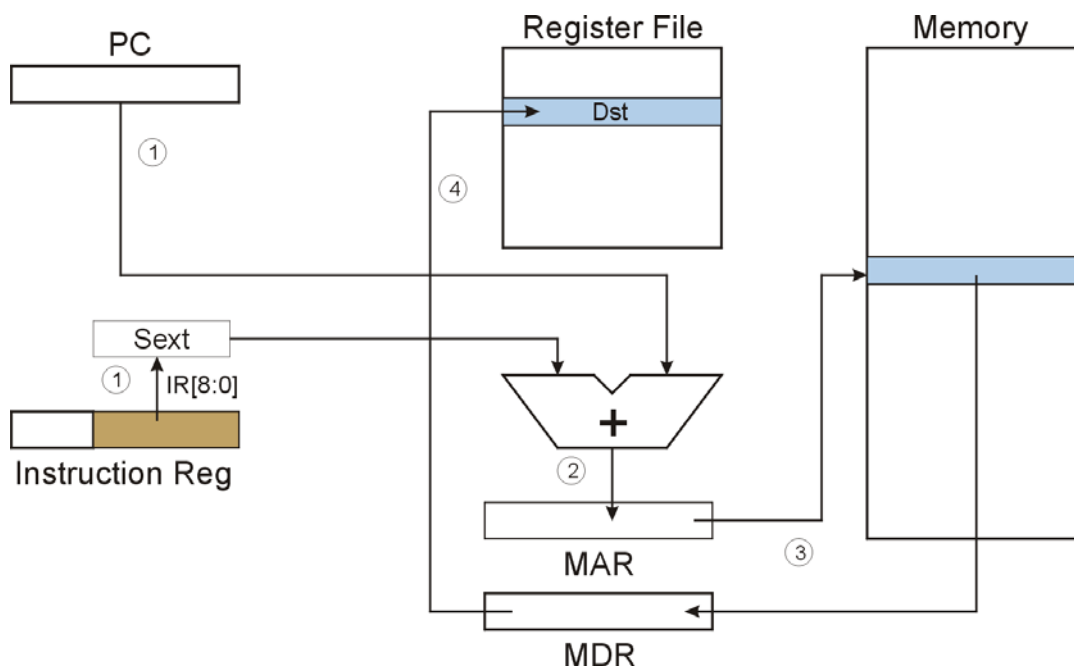 Register File
Memory
PC
Dst
1
4
Sext
1
IR[8:0]
+
Instruction Reg
2
MAR
3
MDR